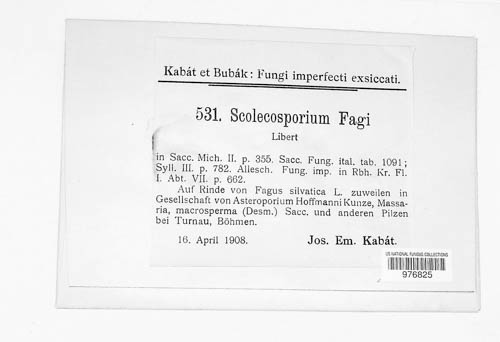 Kabát et Bubák: Fungi imperfecti exsiccati.
531. Scolecosporium Fagi
Libert
in Sacc. Mich. II. p. 355. Sacc. Fung. ital. tab. 1091;
Syll. III. p. 782. Allesch. Fung. imp. in Rbh. Kr. Fl.
I. Abt. VII. p. 662.
Auf Rinde von Fagus silvatica L. zuweilen in
Gesellschaft von Asteroporium Hoffmanni Kunze, Massa-
ria, macrosperma (Desm.) Sacc. und anderen Pilzen
bei Turnau, Böhmen.
16. April 1908. Jos. Em. Kabát.
US NATIONAL FUNGUS COLLECTIONS
976825